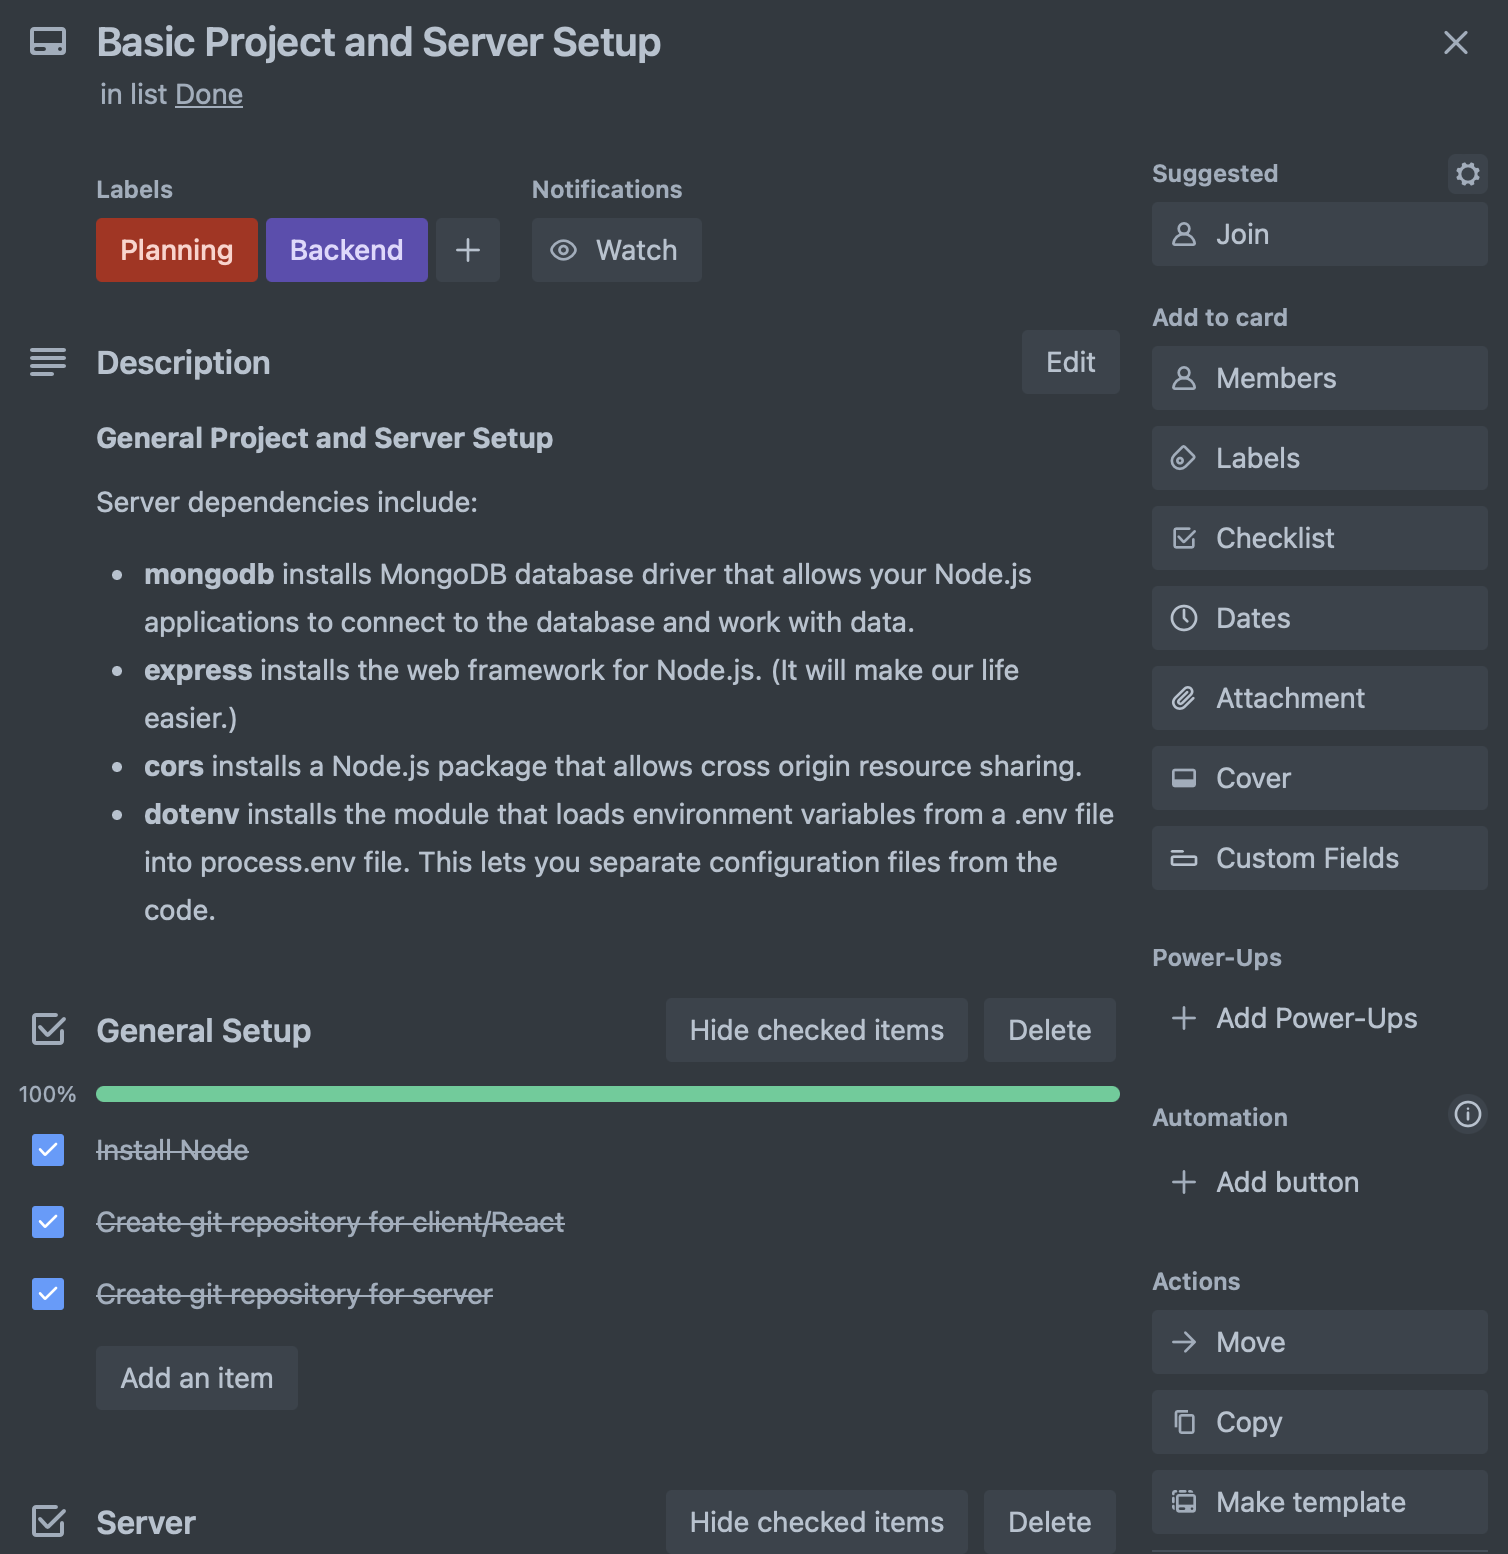 Basic Project and Server Setup
in list Done
Labels
Planning
Backend
Notifications
Watch
Description
Edit
General Project and Server Setup
Server dependencies include:
mongodb installs MongoDB database driver that allows your Node.js
applications to connect to the database and work with data.
express installs the web framework for Node.js. (It will make our life
easier.)
cors installs a Node.js package that allows cross origin resource sharing.
dotenv installs the module that loads environment variables from a .env file
into process.env file. This lets you separate configuration files from the
code.
General Setup
Hide checked items
Delete
100%
Install Node
Create git repository for client/React
Create git repository for server
Add an item
Server
Hide checked items
Delete
Suggested
Join
Add to card
Members
Labels
Checklist
Dates
Attachment
Cover
Custom Fields
Power-Ups
Add Power-Ups
Automation
Add button
Actions
Move
Copy
Make template